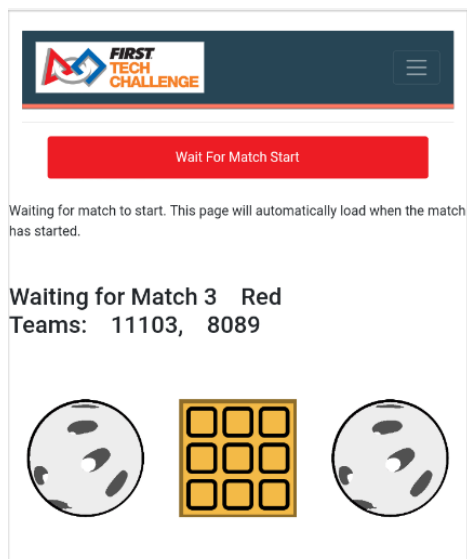 FIRST
TECH
CHALLENGE
Wait For Match Start
Waiting for match to start. This page will automatically load when the match
has started.
Waiting for Match 3 Red
Teams: 11103, 8089